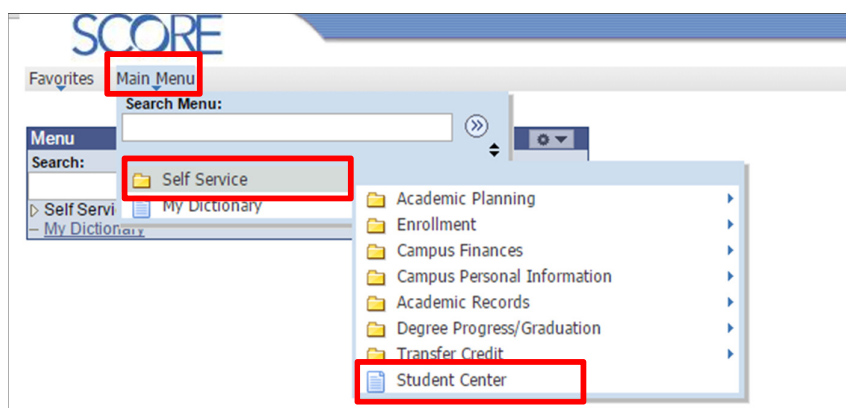 SCORE
Favorites Main Menu
Search Menu:
Menu
Search:
Self Service
My Dictionary
Self Servi
My Dictionary
Academic Planning
Enrollment
Campus Finances
Campus Personal Information
Academic Records
Degree Progress/Graduation
Transfer Credit
Student Center